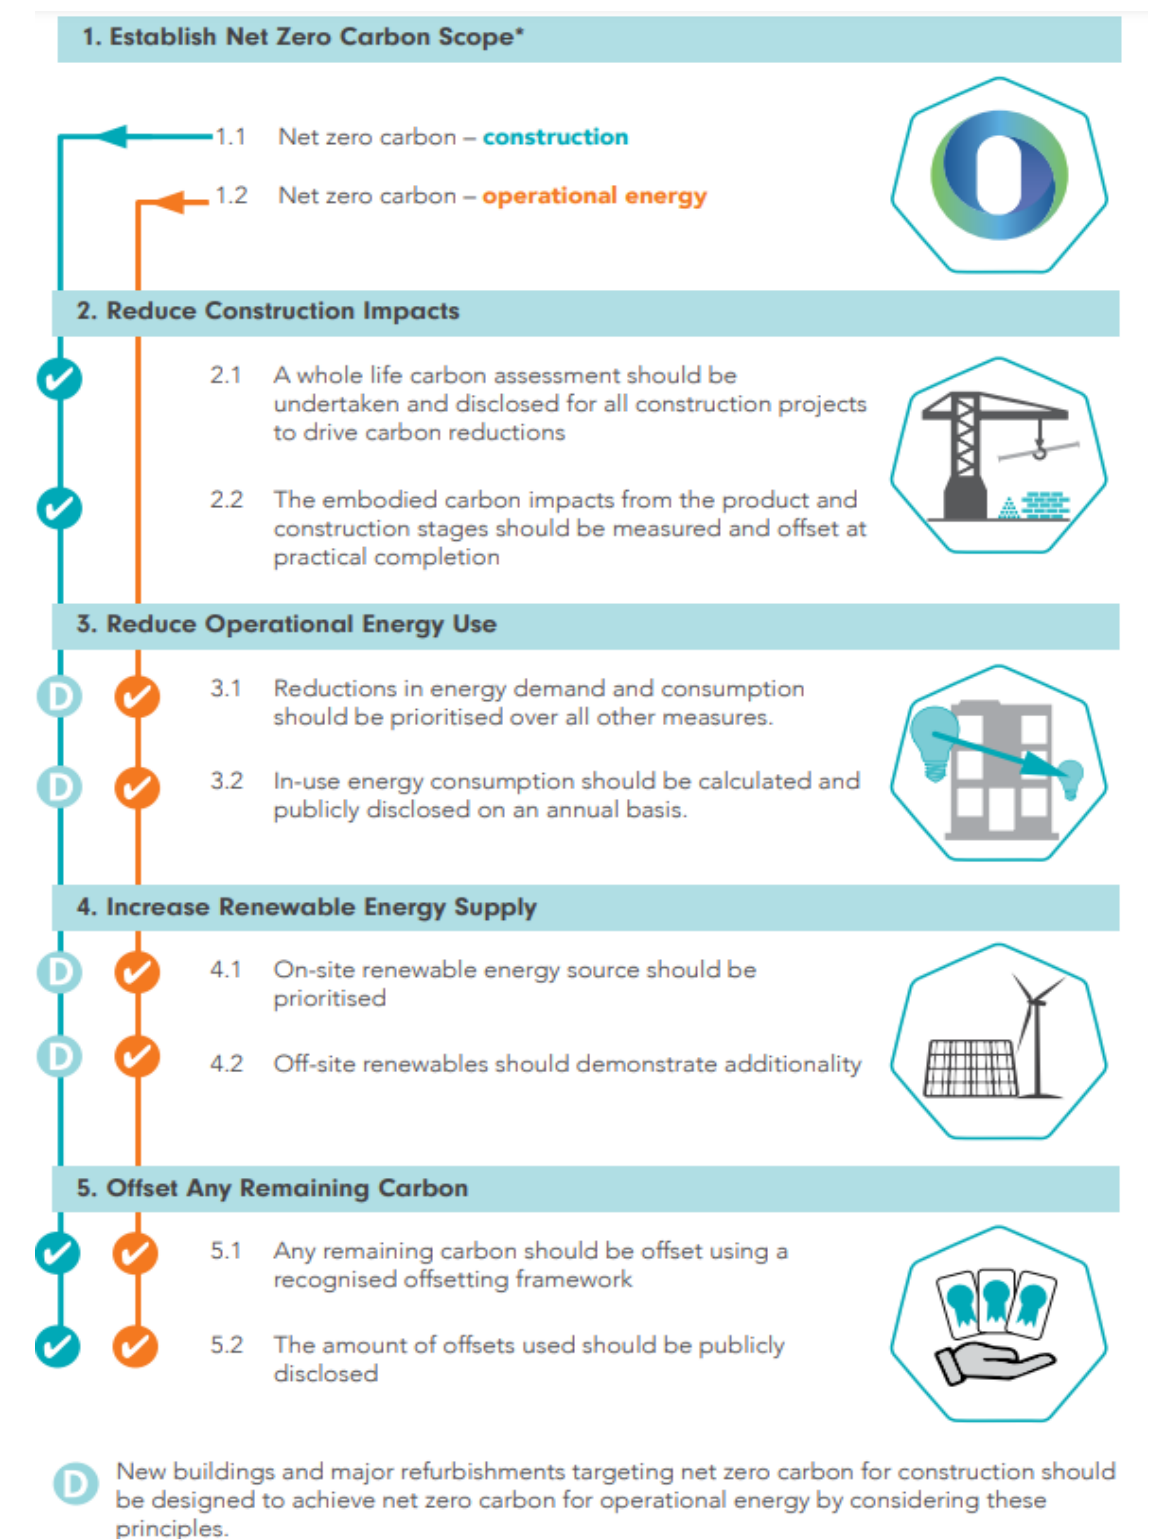 1. Establish Net Zero Carbon Scope*
1.1 Net zero carbon – construction
1.2 Net zero carbon – operational energy
2. Reduce Construction Impacts
2.1 A whole life carbon assessment should be
undertaken and disclosed for all construction projects
to drive carbon reductions
2.2 The embodied carbon impacts from the product and
construction stages should be measured and offset at
practical completion
3. Reduce Operational Energy Use
D 3.1 Reductions in energy demand and consumption
should be prioritised over all other measures.
D 3.2 In-use energy consumption should be calculated and
publicly disclosed on an annual basis.
4. Increase Renewable Energy Supply
D 4.1 On-site renewable energy source should be
prioritised
D 4.2 Off-site renewables should demonstrate additionality
5. Offset Any Remaining Carbon
5.1 Any remaining carbon should be offset using a
recognised offsetting framework
5.2 The amount of offsets used should be publicly
disclosed
D New buildings and major refurbishments targeting net zero carbon for construction should
be designed to achieve net zero carbon for operational energy by considering these
principles.